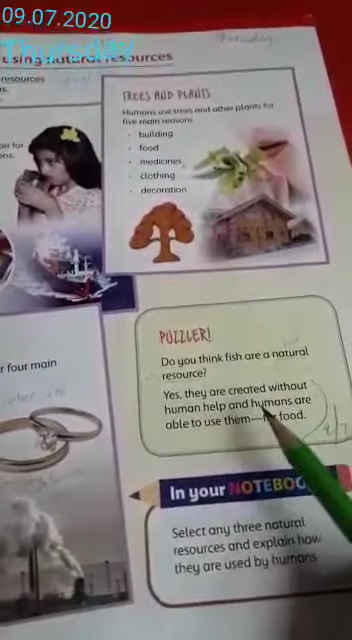 09.07.2020
Thursday
using natural resources
resources
TREES AND PLANTS
Humans use trees and other plants for
five main reasons
building
food
medicines
clothing
decoration
r four main
PUZZLER!
Do you think fish are a natural
resource?
Yes, they are created without
human help and humans are
able to use them—for food.
In your NOTEBOO
Select any three natural
resources and explain how
they are used by humans